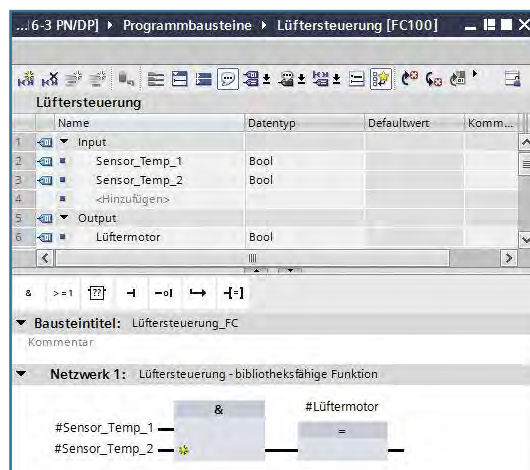 ...16-3 PN/DP] ▸ Programmbausteine ▸ Lüftersteuerung [FC100]
Lüftersteuerung
Name Datentyp Defaultwert Komm...
1 ▼ Input
2 Sensor_Temp_1 Bool
3 Sensor_Temp_2 Bool
4 <Hinzufügen>
5 ▼ Output
6 Lüftermotor Bool
& >=1 ??
Bausteintitel: Lüftersteuerung_FC
Kommentar
Netzwerk 1: Lüftersteuerung - bibliotheksfähige Funktion
& #Lüftermotor
#Sensor_Temp_1 =
#Sensor_Temp_2